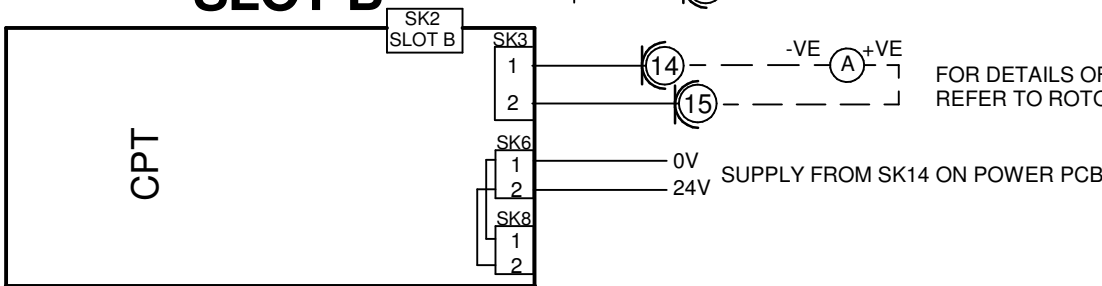 SLOT B
SK2
SLOT B
SK3
1
2
14
15
-VE
A
+VE
FOR DETAILS OF
REFER TO ROTO
SK6
1
2
0V
24V
SUPPLY FROM SK14 ON POWER PCB
SK8
1
2
CPT